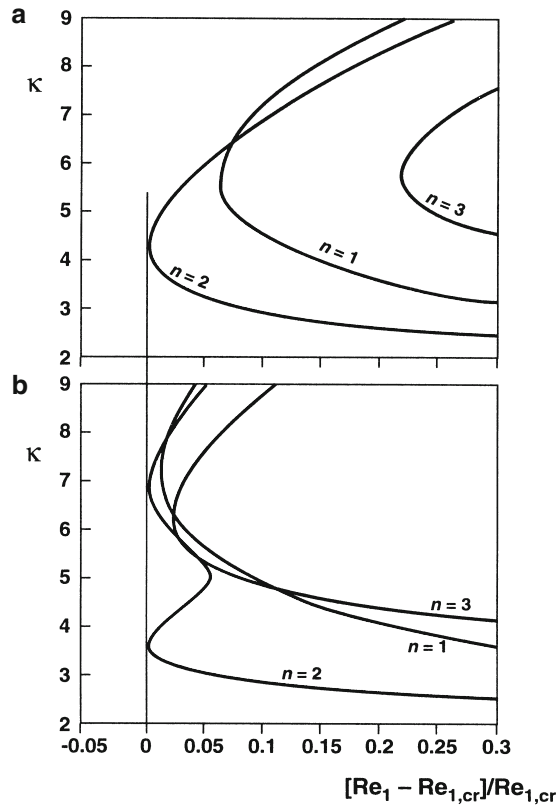 a
9
8
κ
7
6
5
n = 3
n = 1
4
n = 2
3
2
b
9
8
κ
7
6
5
n = 3
4
n = 1
3
n = 2
2
-0.05 0 0.05 0.1 0.15 0.2 0.25 0.3
[Re1 – Re1,cr]/Re1,cr